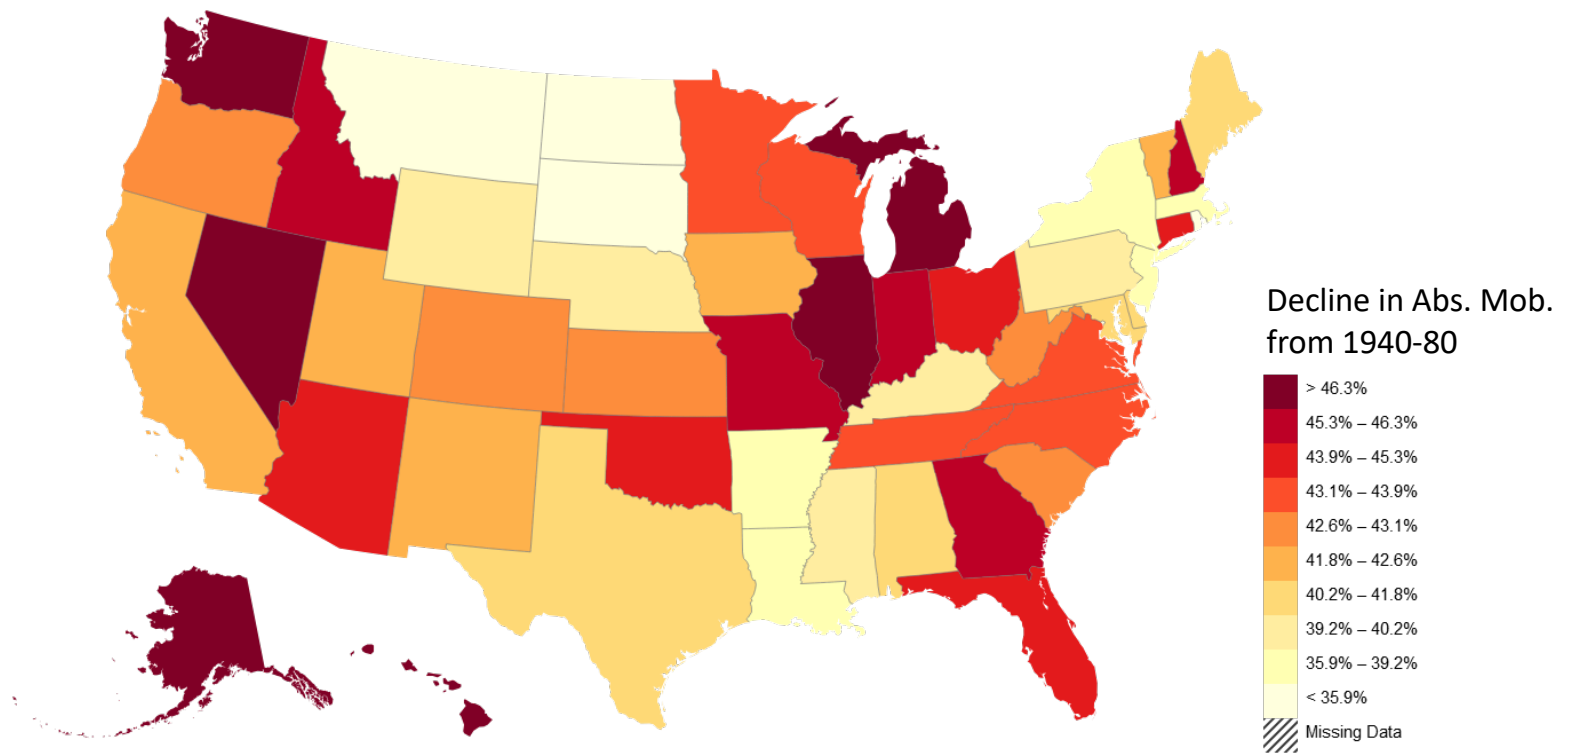 Decline in Abs. Mob.
from 1940-80
> 46.3%
45.3% – 46.3%
43.9% – 45.3%
43.1% – 43.9%
42.6% – 43.1%
41.8% – 42.6%
40.2% – 41.8%
39.2% – 40.2%
35.9% – 39.2%
< 35.9%
Missing Data